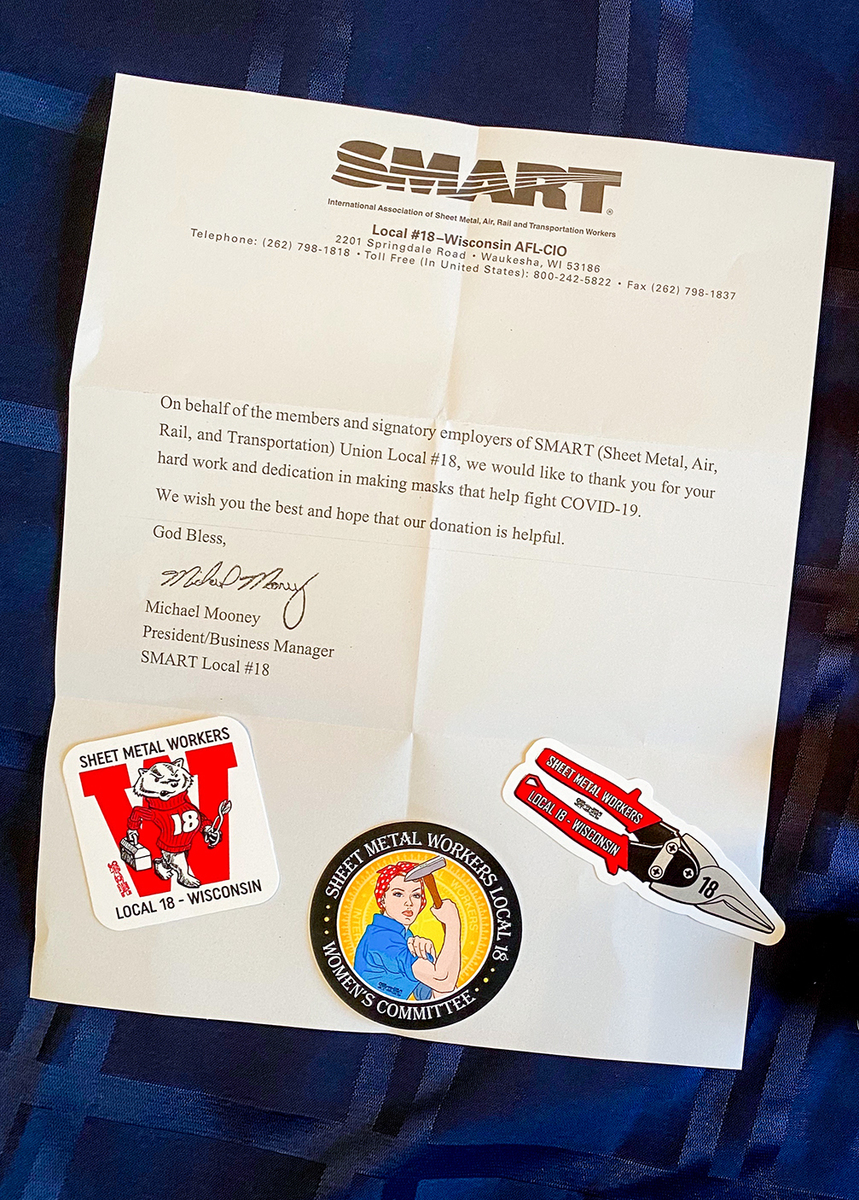 SMART®
International Association of Sheet Metal, Air, Rail and Transportation Workers
Local #18–Wisconsin AFL-CIO
2201 Springdale Road • Waukesha, WI 53186
Telephone: (262) 798-1818 • Toll Free (In United States): 800-242-5822 • Fax (262) 798-1837
On behalf of the members and signatory employers of SMART (Sheet Metal, Air,
Rail, and Transportation) Union Local #18, we would like to thank you for your
hard work and dedication in making masks that help fight COVID-19.
We wish you the best and hope that our donation is helpful.
God Bless,
Michael Mooney
Michael Mooney
President/Business Manager
SMART Local #18
SHEET METAL WORKERS
W
18
LOCAL 18 - WISCONSIN
SHEET METAL WORKERS LOCAL 18
WOMEN'S COMMITTEE
SHEET METAL WORKERS
LOCAL 18 - WISCONSIN
18